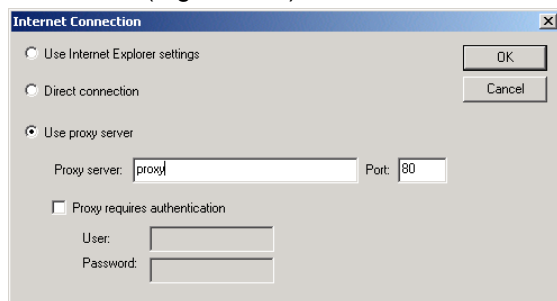 Internet Connection
Use Internet Explorer settings
OK
Direct connection
Cancel
Use proxy server
Proxy server: proxy Port: 80
Proxy requires authentication
User:
Password: